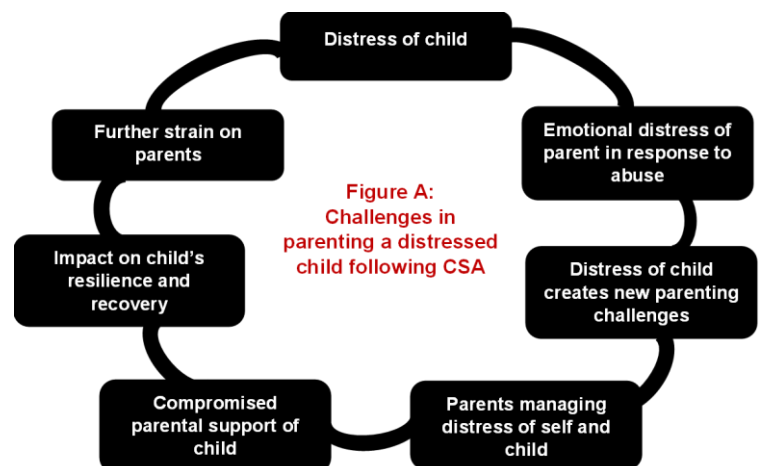 Distress of child
Emotional distress of
parent in response to
abuse
Distress of child
creates new parenting
challenges
Parents managing
distress of self and
child
Compromised
parental support of
child
Impact on child's
resilience and
recovery
Further strain on
parents
Figure A:
Challenges in
parenting a distressed
child following CSA